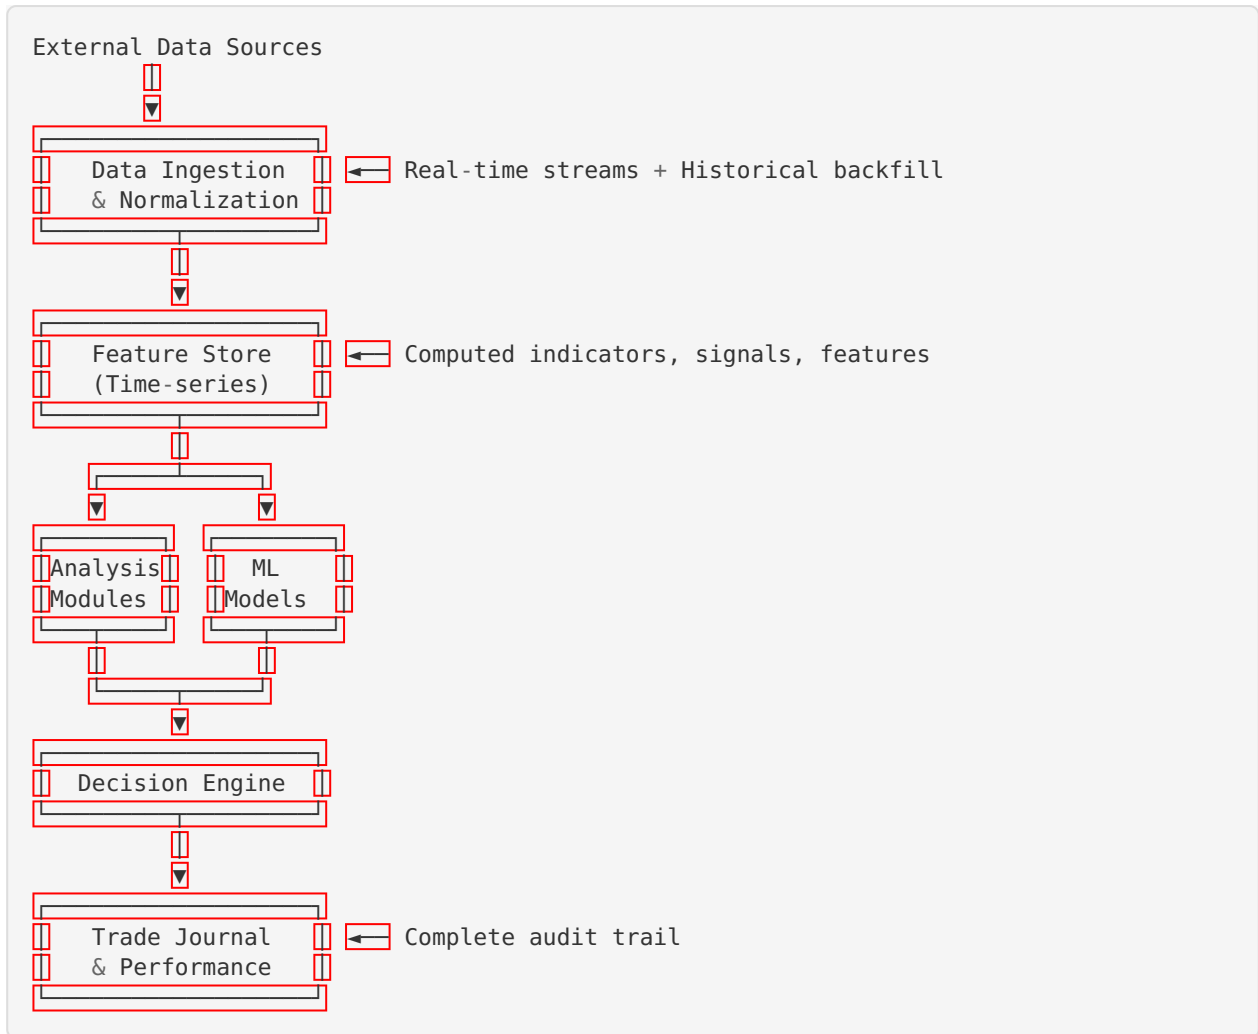 External Data Sources
Data Ingestion
& Normalization
Real-time streams + Historical backfill
Feature Store
(Time-series)
Computed indicators, signals, features
Analysis
Modules
ML
Models
Decision Engine
Trade Journal
& Performance
Complete audit trail